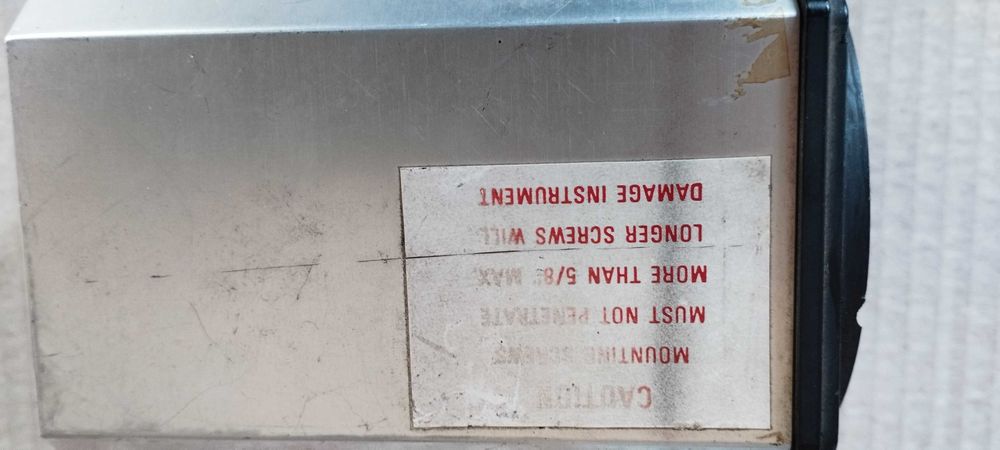 CAUTION
MOUNTING SCREWS
MUST NOT PENETRATE
MORE THAN 5/8" MAX.
LONGER SCREWS WILL
DAMAGE INSTRUMENT